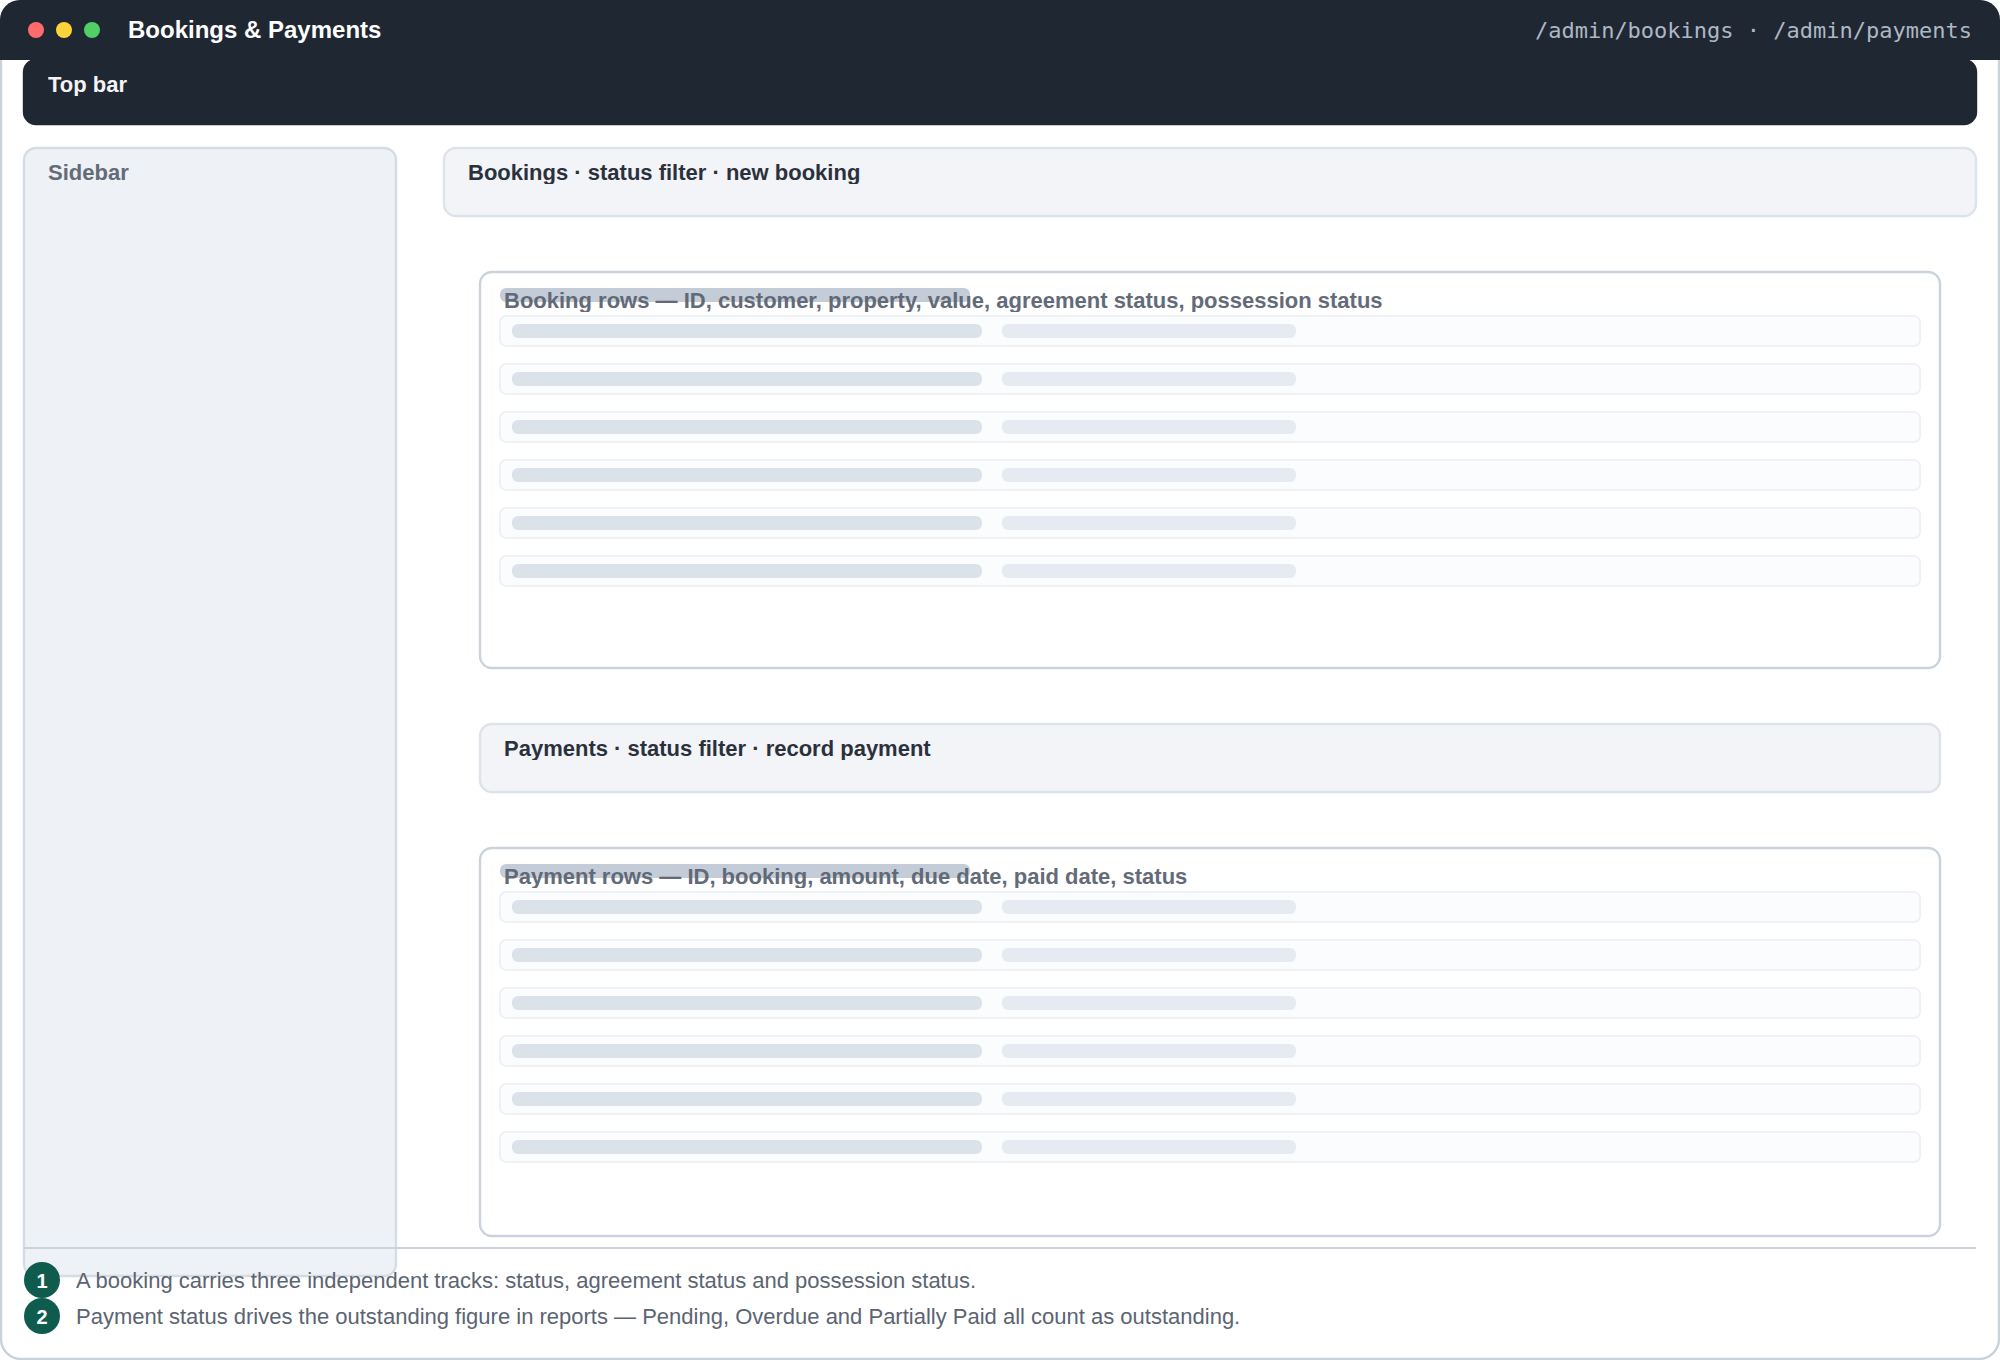 Bookings & Payments
/admin/bookings · /admin/payments
Top bar
Sidebar
Bookings · status filter · new booking
Booking rows — ID, customer, property, value, agreement status, possession status
Payments · status filter · record payment
Payment rows — ID, booking, amount, due date, paid date, status
1 A booking carries three independent tracks: status, agreement status and possession status.
2 Payment status drives the outstanding figure in reports — Pending, Overdue and Partially Paid all count as outstanding.